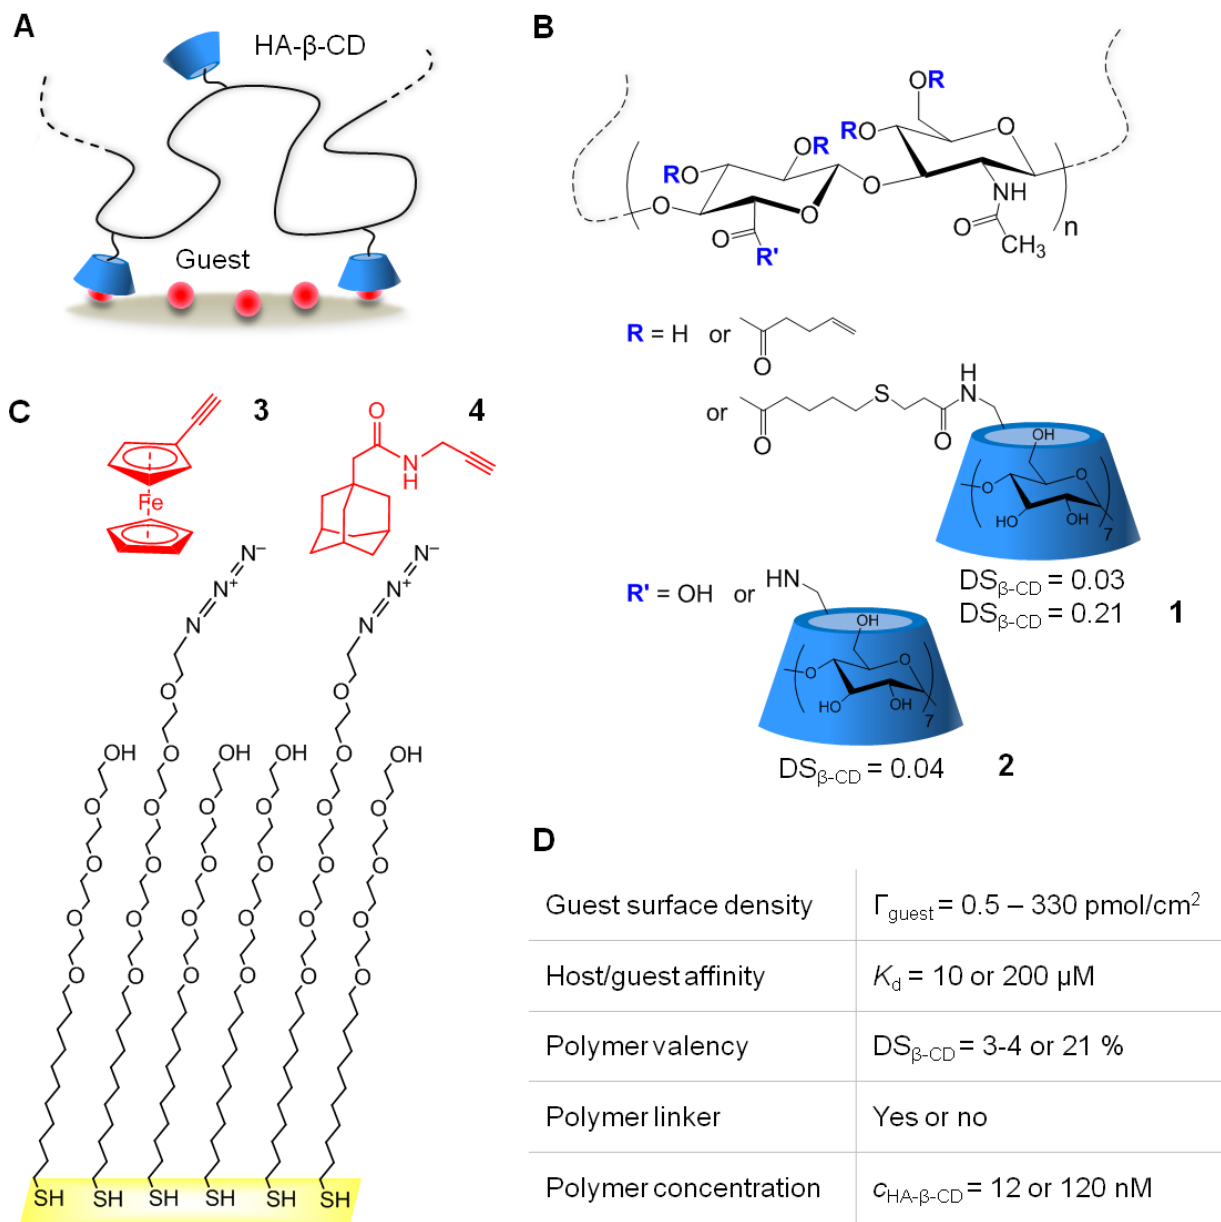 A
HA-β-CD
Guest
B
OR
RO
OR
RO
O
O
O
O
O
NH
O
CH₃
R'
n
R = H or
O
or
O
S
H
N
O
OH
O
O
HO
OH
7
DSβ-CD = 0.03
DSβ-CD = 0.21
1
R' = OH or
HN
OH
O
O
HO
OH
7
DSβ-CD = 0.04
2
C
3
Fe
4
O
N
H
N⁻
N⁺
N
N⁻
N⁺
N
O
O
O
O
OH
O
O
O
O
O
O
O
OH
O
O
O
O
OH
O
O
O
O
O
O
O
O
O
O
OH
O
O
O
O
SH
SH
SH
SH
SH
SH
D
Guest surface density Γguest = 0.5 – 330 pmol/cm²
Host/guest affinity Kd = 10 or 200 µM
Polymer valency DSβ-CD = 3-4 or 21 %
Polymer linker Yes or no
Polymer concentration cHA-β-CD = 12 or 120 nM